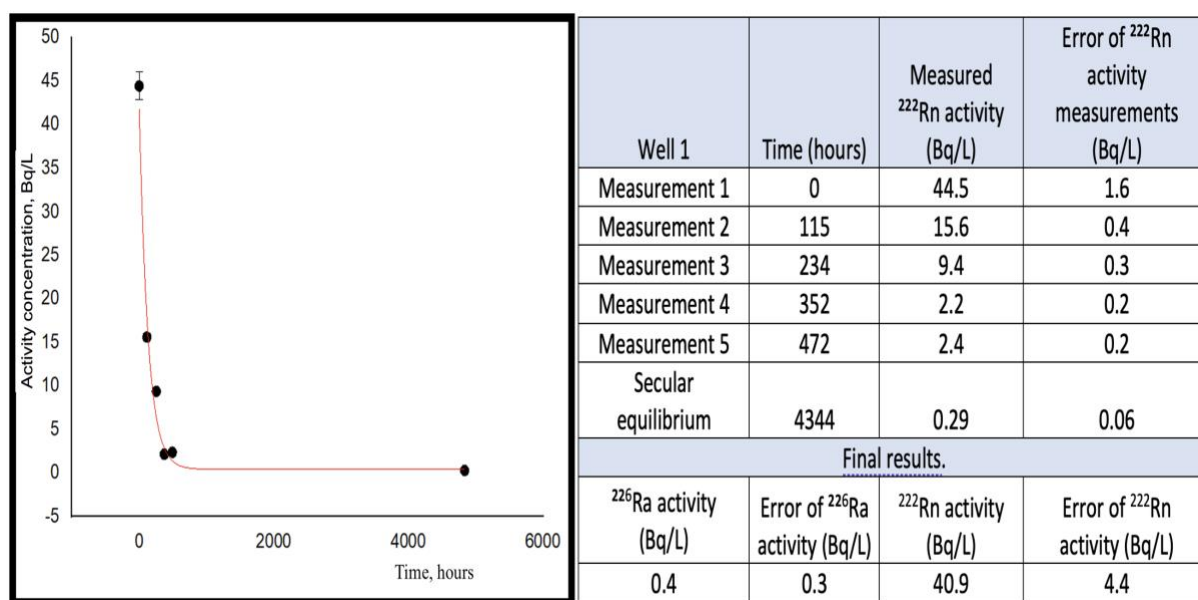 50
45
40
35
30
25
20
15
10
5
0
-5
Activity concentration, Bq/L
0 2000 4000 6000
Time, hours
Well 1 Time (hours) Measured ²²²Rn activity (Bq/L) Error of ²²²Rn activity measurements (Bq/L)
Measurement 1 0 44.5 1.6
Measurement 2 115 15.6 0.4
Measurement 3 234 9.4 0.3
Measurement 4 352 2.2 0.2
Measurement 5 472 2.4 0.2
Secular equilibrium 4344 0.29 0.06
Final results.
²²⁶Ra activity (Bq/L) Error of ²²⁶Ra activity (Bq/L) ²²²Rn activity (Bq/L) Error of ²²²Rn activity (Bq/L)
0.4 0.3 40.9 4.4